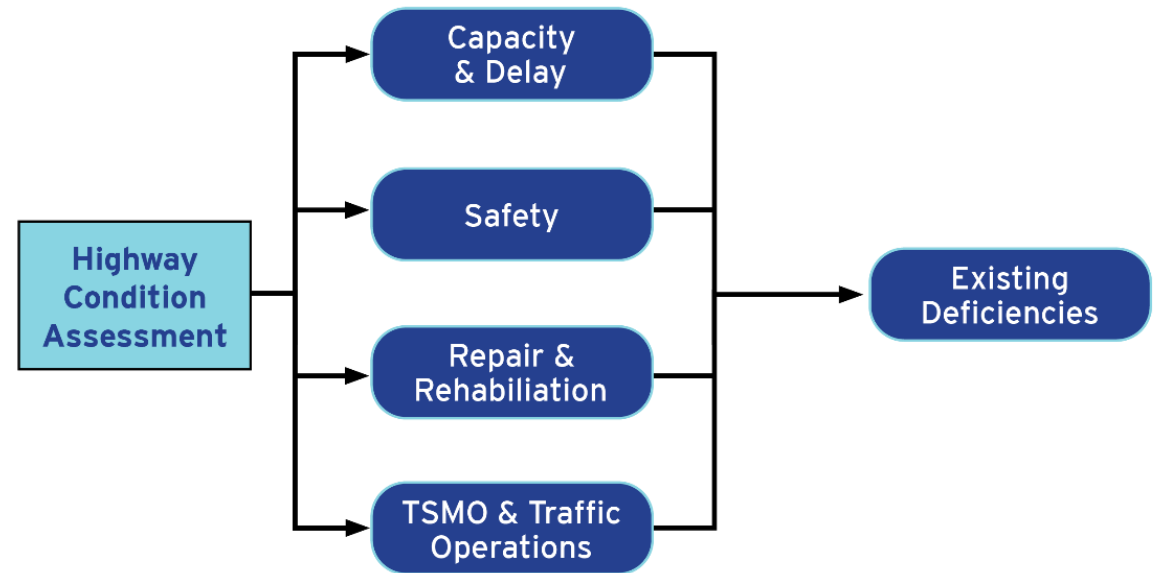 Capacity
& Delay
Safety
Highway
Condition
Assessment
Repair &
Rehabiliation
TSMO & Traffic
Operations
Existing
Deficiencies